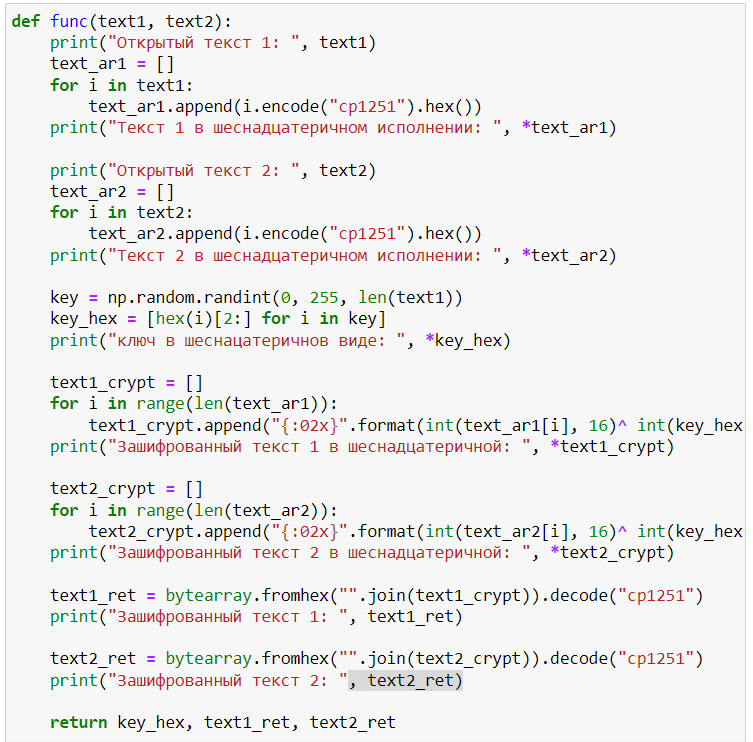 def func(text1, text2):
    print("Открытый текст 1: ", text1)
    text_ar1 = []
    for i in text1:
        text_ar1.append(i.encode("cp1251").hex())
    print("Текст 1 в шеснадцатеричном исполнении: ", *text_ar1)

    print("Открытый текст 2: ", text2)
    text_ar2 = []
    for i in text2:
        text_ar2.append(i.encode("cp1251").hex())
    print("Текст 2 в шеснадцатеричном исполнении: ", *text_ar2)

    key = np.random.randint(0, 255, len(text1))
    key_hex = [hex(i)[2:] for i in key]
    print("ключ в шеснацатеричнов виде: ", *key_hex)

    text1_crypt = []
    for i in range(len(text_ar1)):
        text1_crypt.append("{:02x}".format(int(text_ar1[i], 16)^ int(key_hex
    print("Зашифрованный текст 1 в шеснадцатеричной: ", *text1_crypt)

    text2_crypt = []
    for i in range(len(text_ar2)):
        text2_crypt.append("{:02x}".format(int(text_ar2[i], 16)^ int(key_hex
    print("Зашифрованный текст 2 в шеснадцатеричной: ", *text2_crypt)

    text1_ret = bytearray.fromhex("".join(text1_crypt)).decode("cp1251")
    print("Зашифрованный текст 1: ", text1_ret)

    text2_ret = bytearray.fromhex("".join(text2_crypt)).decode("cp1251")
    print("Зашифрованный текст 2: ", text2_ret)

    return key_hex, text1_ret, text2_ret